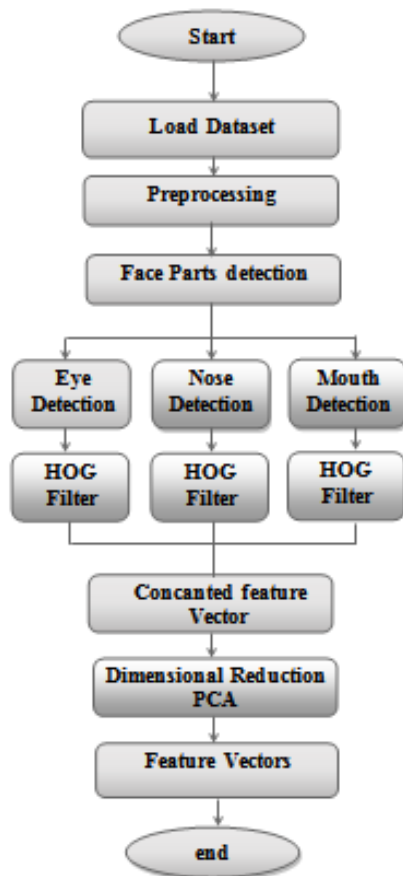 Start
Load Dataset
Preprocessing
Face Parts detection
Eye
Detection
Nose
Detection
Mouth
Detection
HOG
Filter
HOG
Filter
HOG
Filter
Concanted feature
Vector
Dimensional Reduction
PCA
Feature Vectors
end